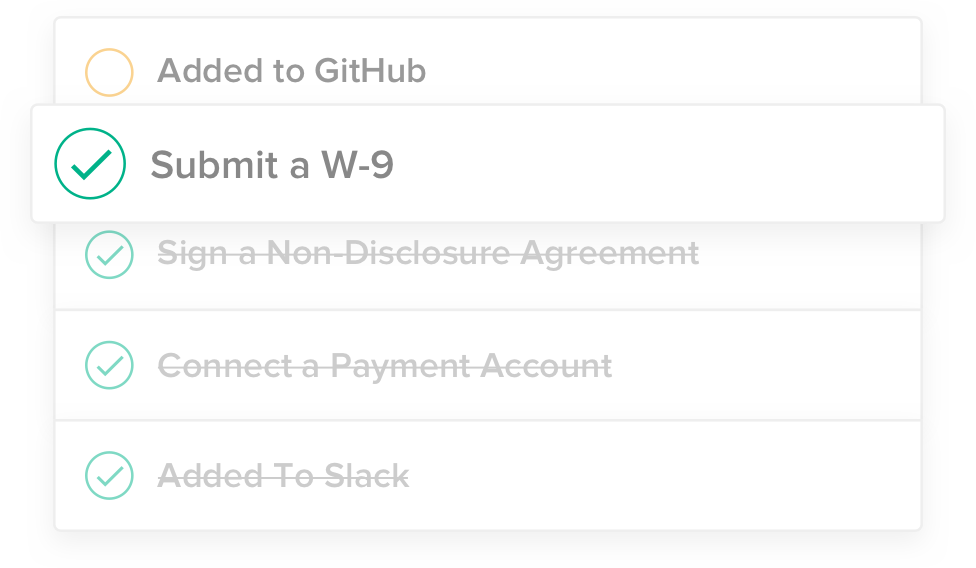 Added to GitHub
Submit a W-9
Sign a Non-Disclosure Agreement
Connect a Payment Account
Added To Slack